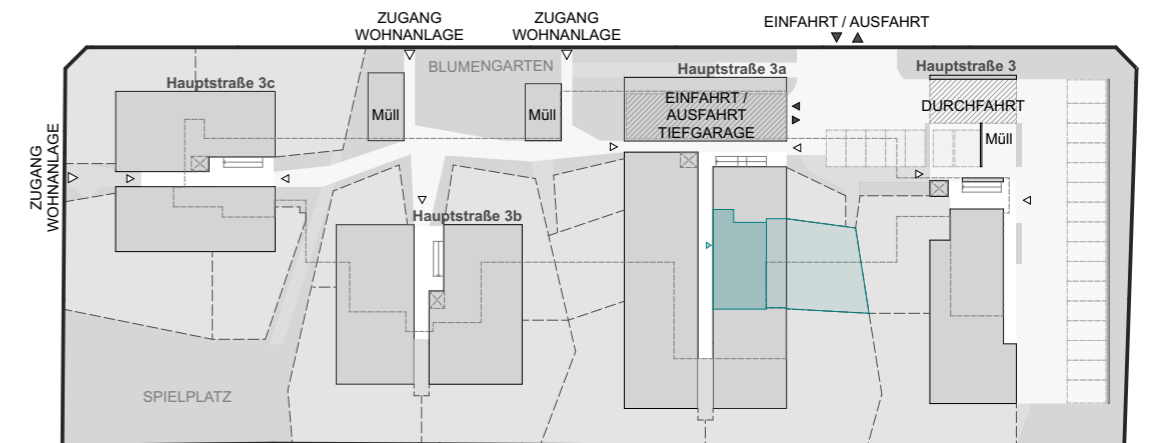 ZUGANG
WOHNANLAGE
ZUGANG
WOHNANLAGE
EINFAHRT / AUSFAHRT
BLUMENGARTEN
Hauptstraße 3c
Hauptstraße 3a
Hauptstraße 3
Müll
Müll
EINFAHRT /
AUSFAHRT
TIEFGARAGE
DURCHFAHRT
Müll
ZUGANG
WOHNANLAGE
Hauptstraße 3b
SPIELPLATZ